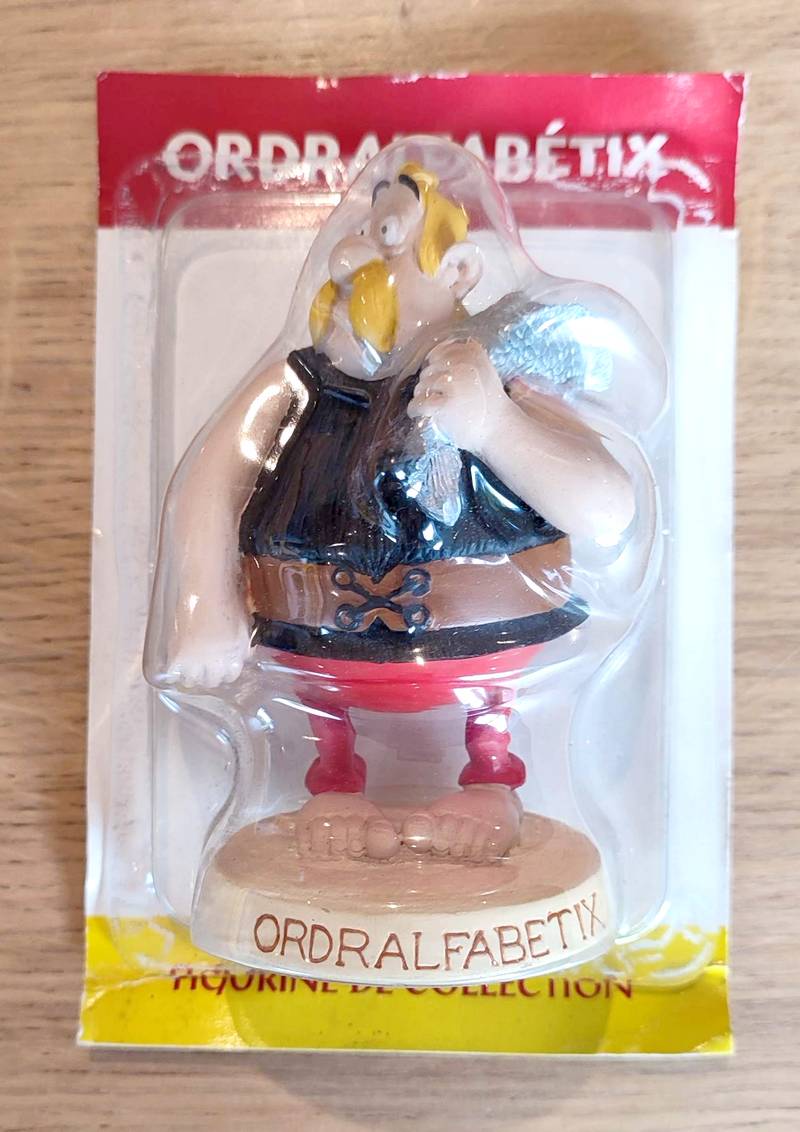 ORDRALFABÉTIX
ORDRALFABETIX
FIGURINE DE COLLECTION